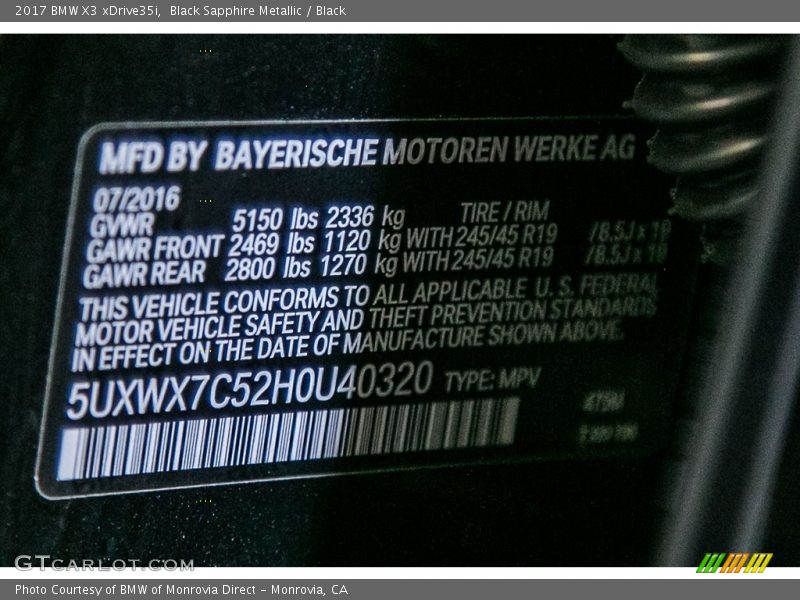 2017 BMW X3 xDrive35i,  Black Sapphire Metallic / Black
MFD BY BAYERISCHE MOTOREN WERKE AG
07/2016
GVWR 5150 lbs 2336 kg TIRE / RIM
GAWR FRONT 2469 lbs 1120 kg WITH 245/45 R19
GAWR REAR 2800 lbs 1270 kg WITH 245/45 R19
THIS VEHICLE CONFORMS TO ALL APPLICABLE U.S. FEDERAL
MOTOR VEHICLE SAFETY AND THEFT PREVENTION STANDARDS
IN EFFECT ON THE DATE OF MANUFACTURE SHOWN ABOVE.
5UXWX7C52H0U40320 TYPE: MPV
GTCARLOT.COM
Photo Courtesy of BMW of Monrovia Direct – Monrovia, CA